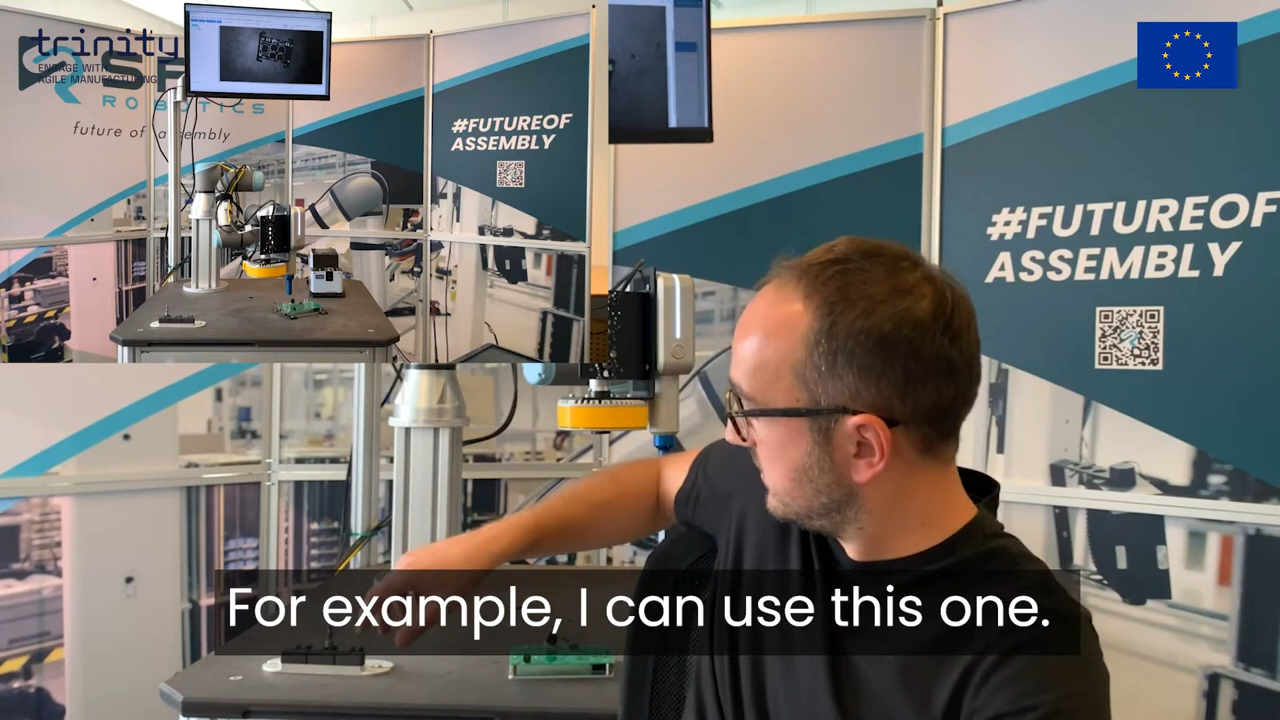 trinity
ENGAGE WITH
AGILE MANUFACTURING
ROBOTICS
future of assembly
#FUTUREOF
ASSEMBLY
#FUTUREOF
ASSEMBLY
For example, I can use this one.